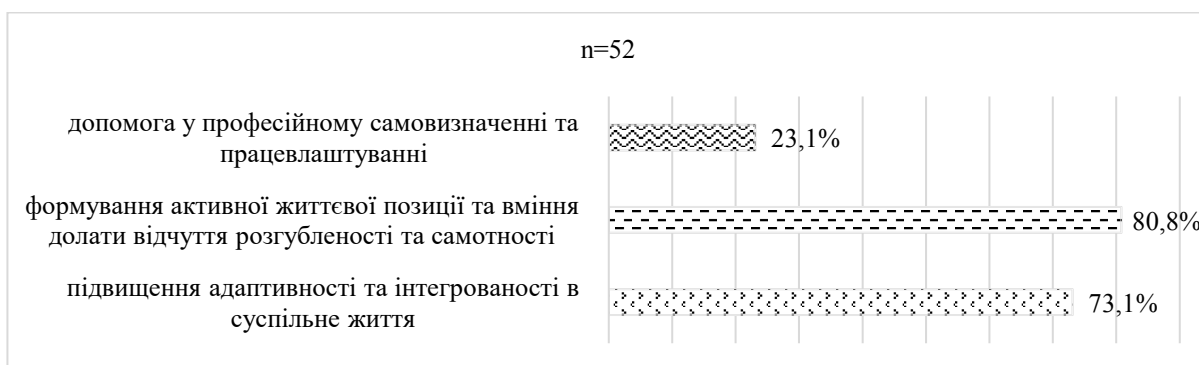 n=52
допомога у професійному самовизначенні та
працевлаштуванні
23,1%
формування активної життєвої позиції та вміння
долати відчуття розгубленості та самотності
80,8%
підвищення адаптивності та інтегрованості в
суспільне життя
73,1%